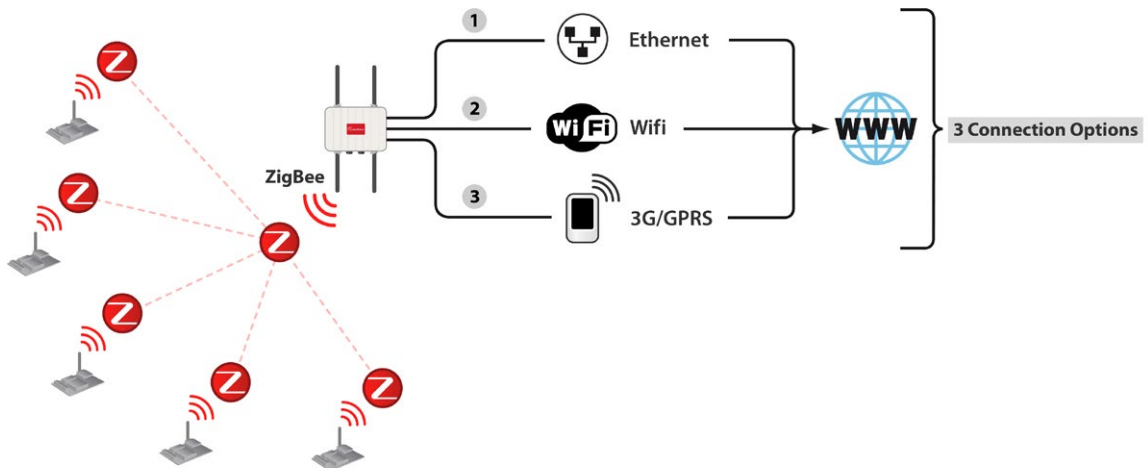 1
Ethernet
2
WiFi
Wifi
WWW
3 Connection Options
ZigBee
3
3G/GPRS
Z
Z
Z
Z
Z
Z